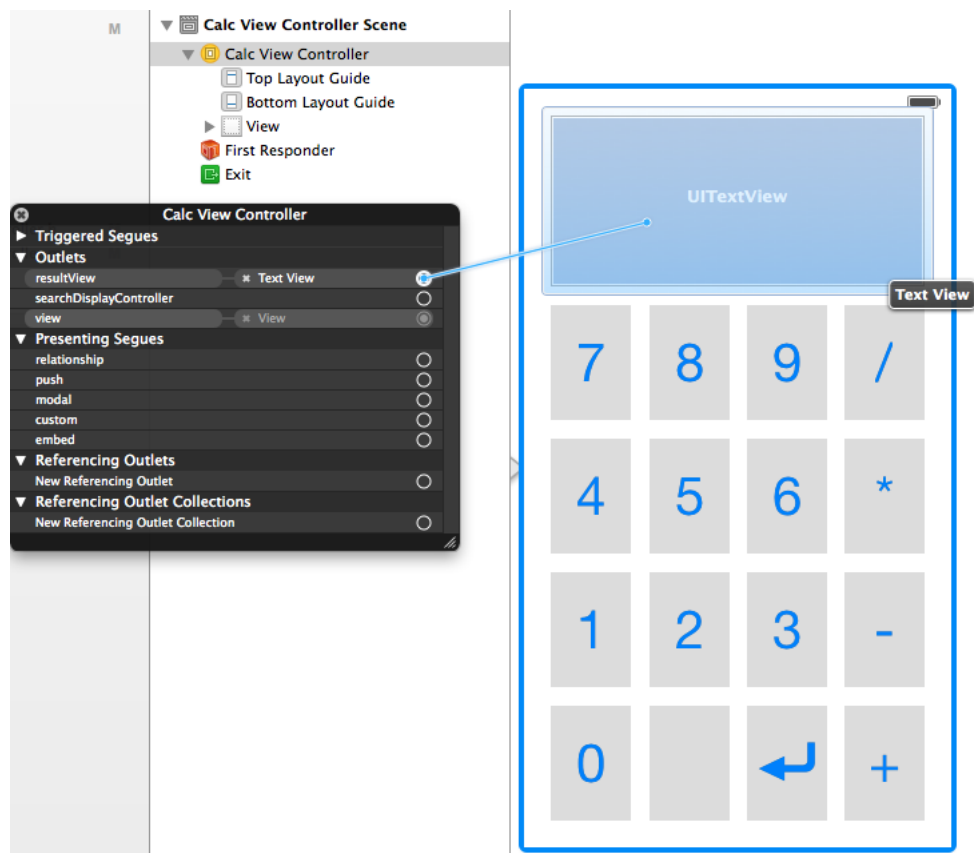 M
Calc View Controller Scene
Calc View Controller
Top Layout Guide
Bottom Layout Guide
View
First Responder
Exit
Calc View Controller
Triggered Segues
Outlets
resultView Text View
searchDisplayController
view View
Presenting Segues
relationship
push
modal
custom
embed
Referencing Outlets
New Referencing Outlet
Referencing Outlet Collections
New Referencing Outlet Collection
UITextView
Text View
7 8 9 /
4 5 6 *
1 2 3 -
0 +